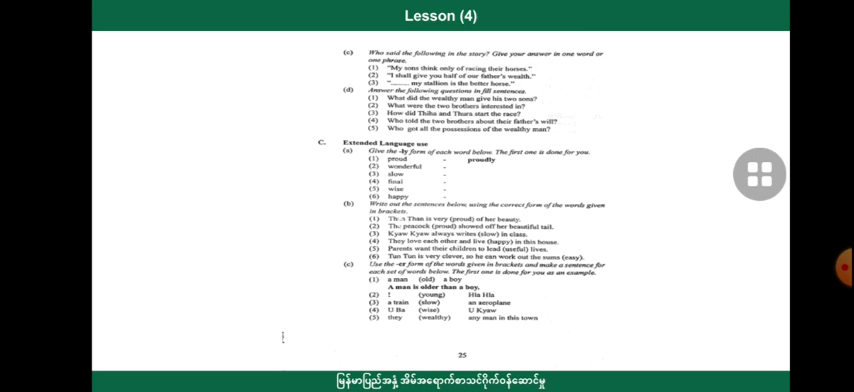 Lesson (4)
(c) Who said the following in the story? Give your answer in one word or
one phrase.
(1) "My sons think only of racing their horses."
(2) "I shall give you half of our father's wealth."
(3) "........ my stallion is the better horse."
(d) Answer the following questions in full sentences.
(1) What did the wealthy man give his two sons?
(2) What were the two brothers interested in?
(3) How did Thiha and Thura start the race?
(4) Who told the two brothers about their father's will?
(5) Who got all the possessions of the wealthy man?
C. Extended Language use
(a) Give the -ly form of each word below. The first one is done for you.
(1) proud - proudly
(2) wonderful -
(3) slow -
(4) final -
(5) wise -
(6) happy -
(b) Write out the sentences below, using the correct form of the words given
in brackets.
(1) Than is very (proud) of her beauty.
(2) The peacock (proud) showed off her beautiful tail.
(3) Kyaw Kyaw always writes (slow) in class.
(4) They love each other and live (happy) in this house.
(5) Parents want their children to lead (useful) lives.
(6) Tun Tun is very clever, so he can work out the sums (easy).
(c) Use the -er form of the words given in brackets and make a sentence for
each set of words below. The first one is done for you as an example.
(1) a man (old) a boy
A man is older than a boy.
(2) I (young) Hla Hla
(3) a train (slow) an aeroplane
(4) U Ba (wise) U Kyaw
(5) they (wealthy) any man in this town
25
မြန်မာပြည်အနှံ့ အိမ်အရောက်စာသင်ဂိုက်ဝန်ဆောင်မှု